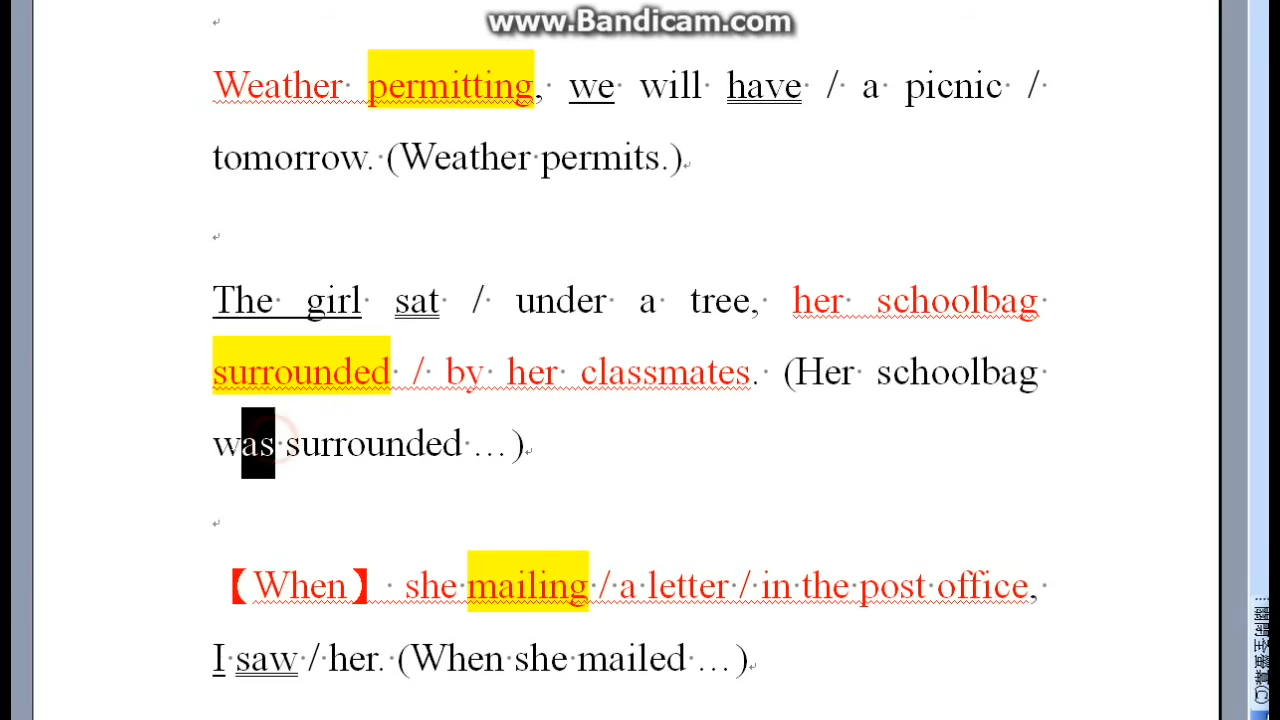 www.Bandicam.com
Weather permitting, we will have / a picnic /
tomorrow. (Weather permits.)
The girl sat / under a tree, her schoolbag
surrounded / by her classmates. (Her schoolbag
was surrounded …)
【When】 she mailing / a letter / in the post office,
I saw / her. (When she mailed …)